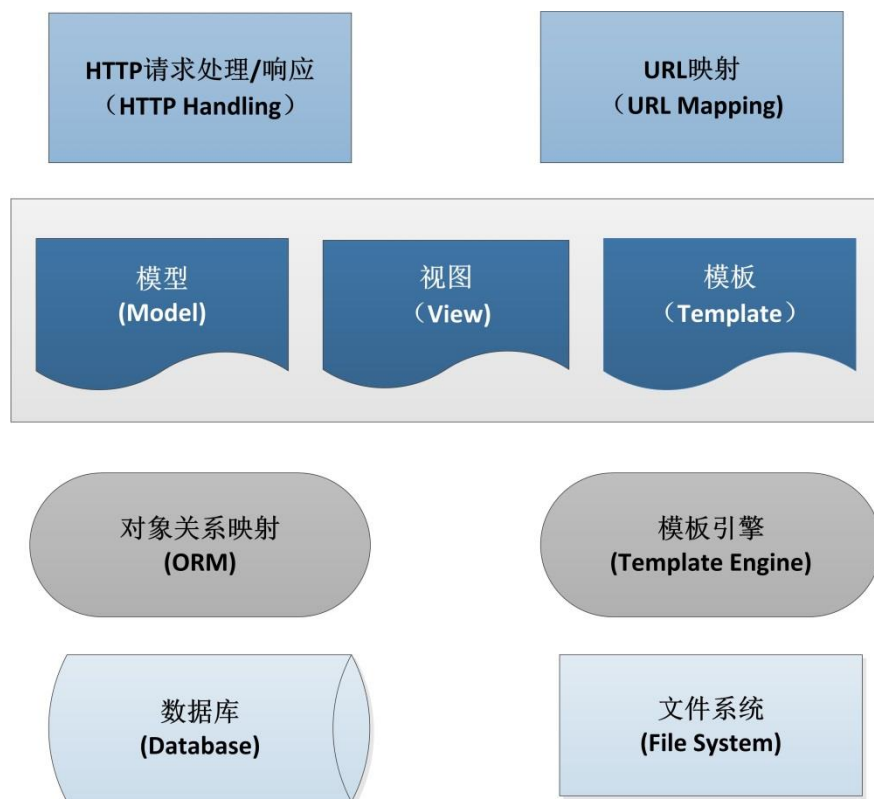 HTTP请求处理/响应
（HTTP Handling）
URL映射
（URL Mapping)
模型
(Model)
视图
（View)
模板
（Template）
对象关系映射
(ORM)
模板引擎
(Template Engine)
数据库
(Database)
文件系统
(File System)